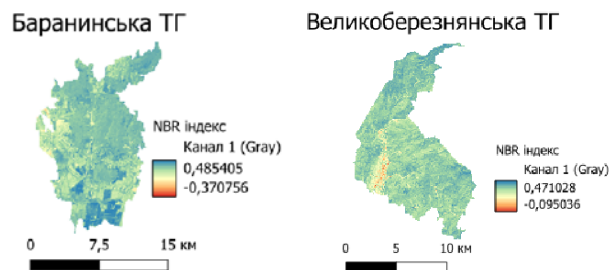 Баранинська ТГ
NBR індекс
Канал 1 (Gray)
0,485405
-0,370756
0 7,5 15 км
Великоберезнянська ТГ
NBR індекс
Канал 1 (Gray)
0,471028
-0,095036
0 5 10 км